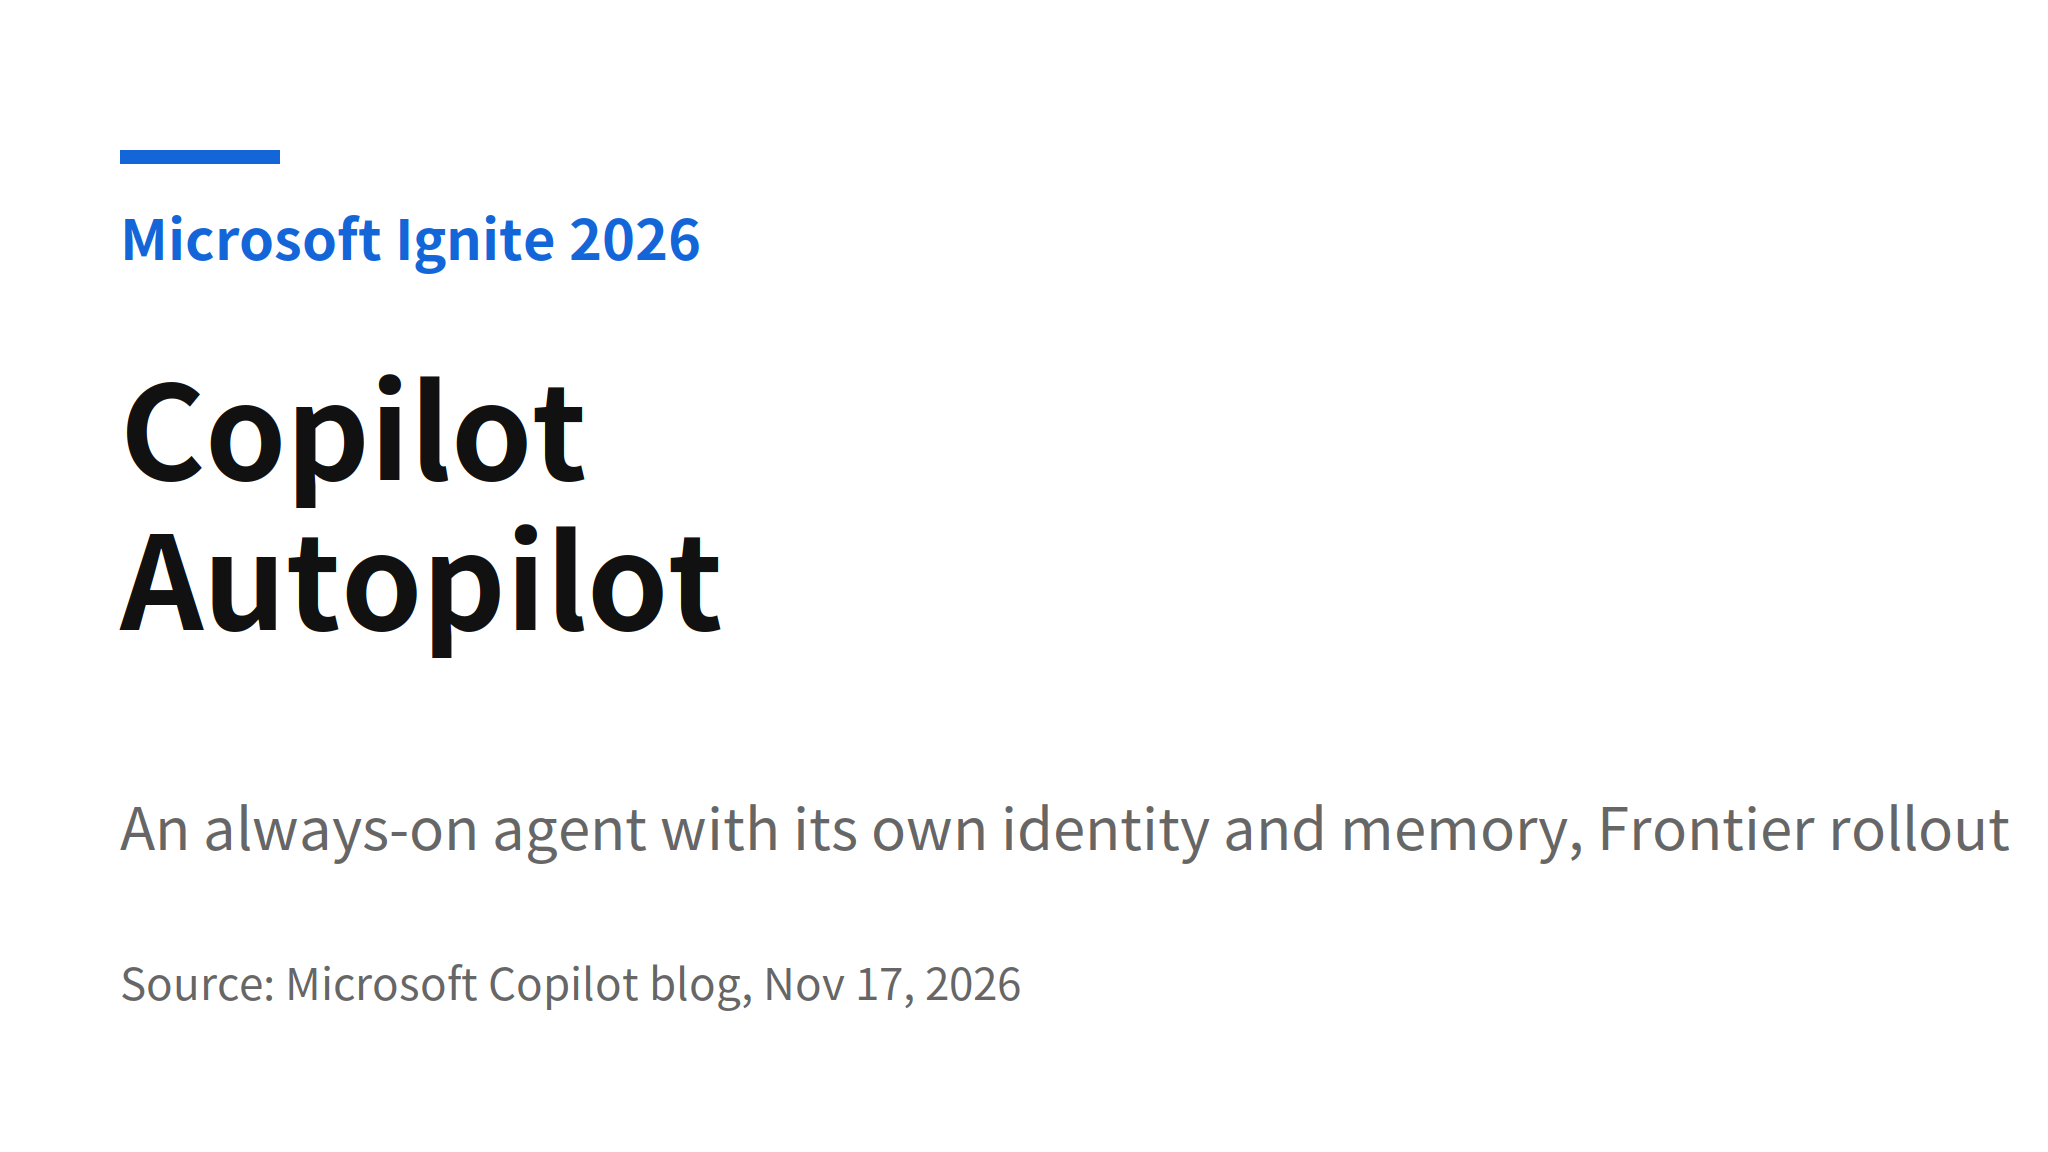 Microsoft Ignite 2026
Copilot
Autopilot
An always-on agent with its own identity and memory, Frontier rollout
Source: Microsoft Copilot blog, Nov 17, 2026